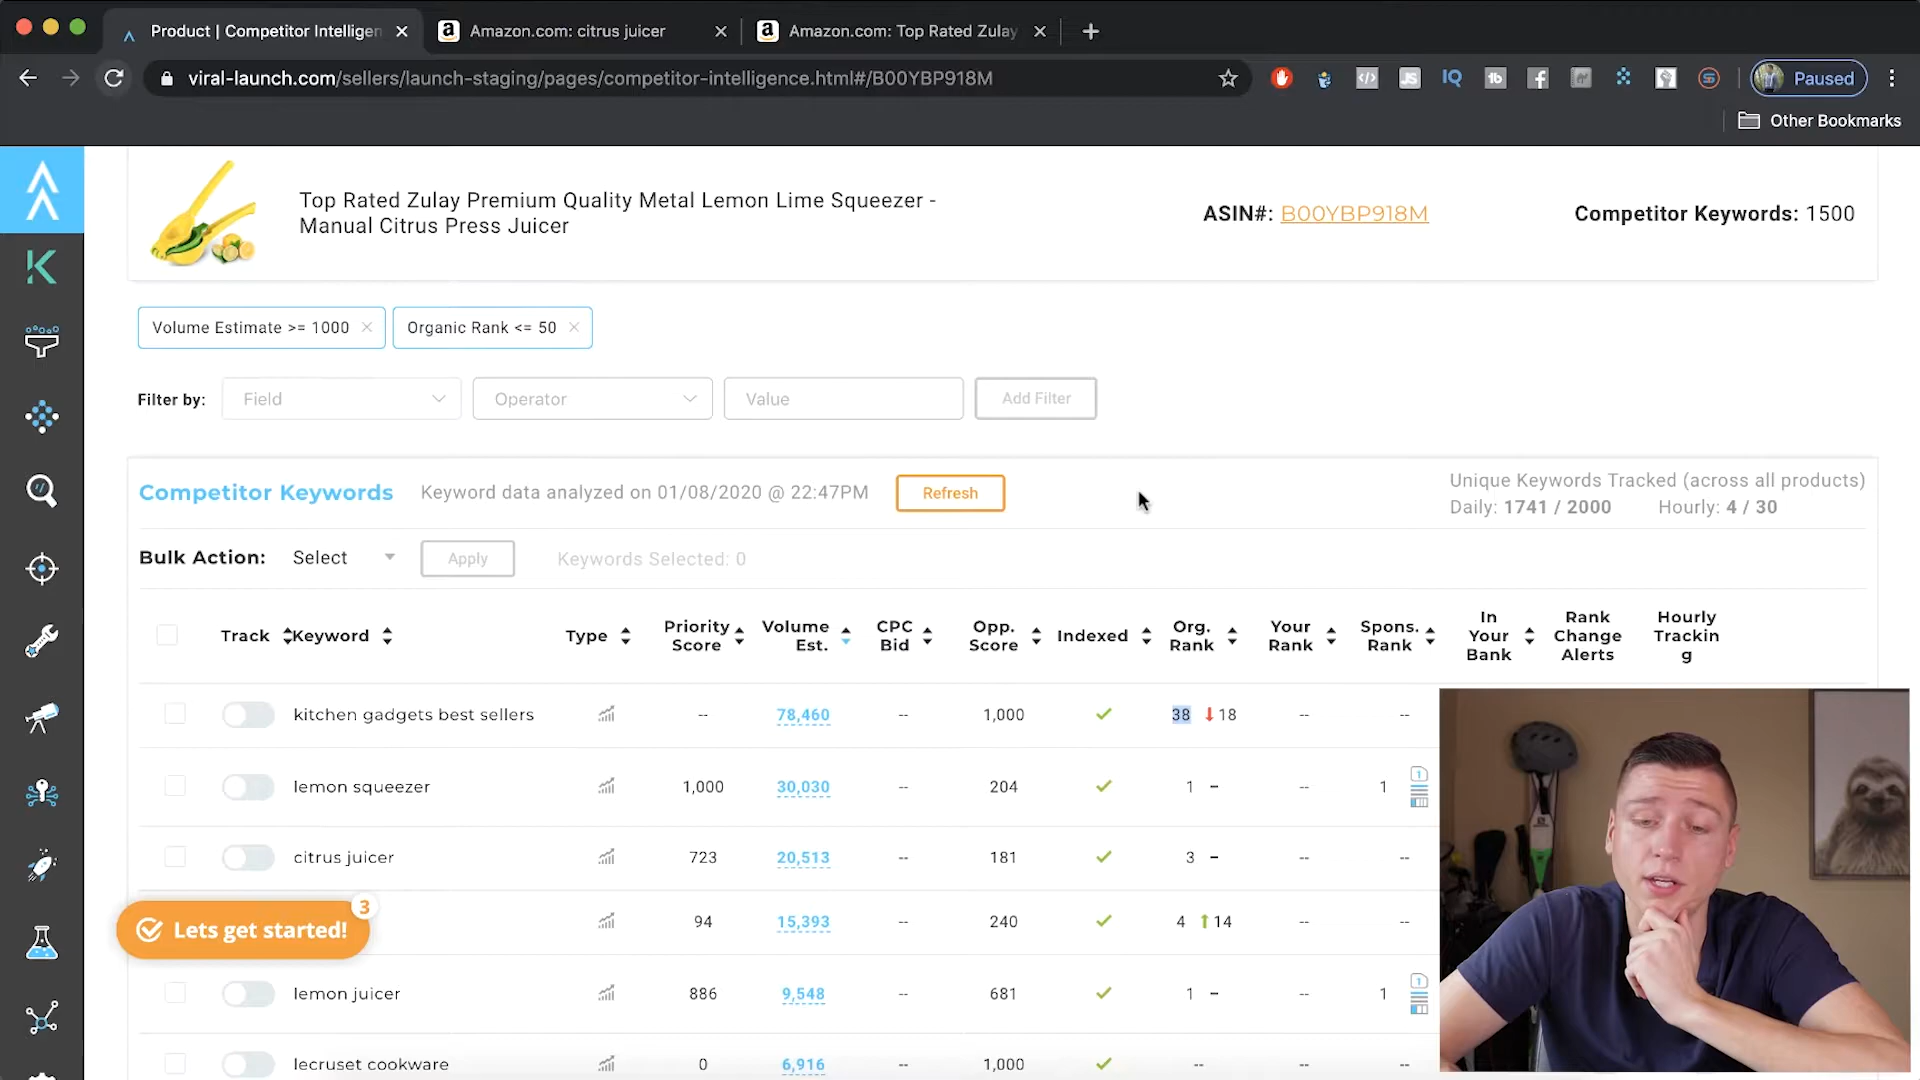 Product | Competitor Intelligen
Amazon.com: citrus juicer
Amazon.com: Top Rated Zulay
viral-launch.com/sellers/launch-staging/pages/competitor-intelligence.html#/B00YBP918M
Paused
Other Bookmarks
Top Rated Zulay Premium Quality Metal Lemon Lime Squeezer -
Manual Citrus Press Juicer
ASIN#: B00YBP918M
Competitor Keywords: 1500
Volume Estimate >= 1000
Organic Rank <= 50
Filter by: Field Operator Value Add Filter
Competitor Keywords Keyword data analyzed on 01/08/2020 @ 22:47PM Refresh
Unique Keywords Tracked (across all products)
Daily: 1741 / 2000 Hourly: 4 / 30
Bulk Action: Select Apply Keywords Selected: 0
Track Keyword Type Priority Score Volume Est. CPC Bid Opp. Score Indexed Org. Rank Your Rank Spons. Rank In Your Bank Rank Change Alerts Hourly Trackin g
kitchen gadgets best sellers -- 78,460 -- 1,000 38 18 -- --
lemon squeezer 1,000 30,030 -- 204 1 – -- 1 1
citrus juicer 723 20,513 -- 181 3 – -- --
94 15,393 -- 240 4 14 -- --
Lets get started! 3
lemon juicer 886 9,548 -- 681 1 – -- 1 1
lecruset cookware 0 6,916 -- 1,000 -- -- --